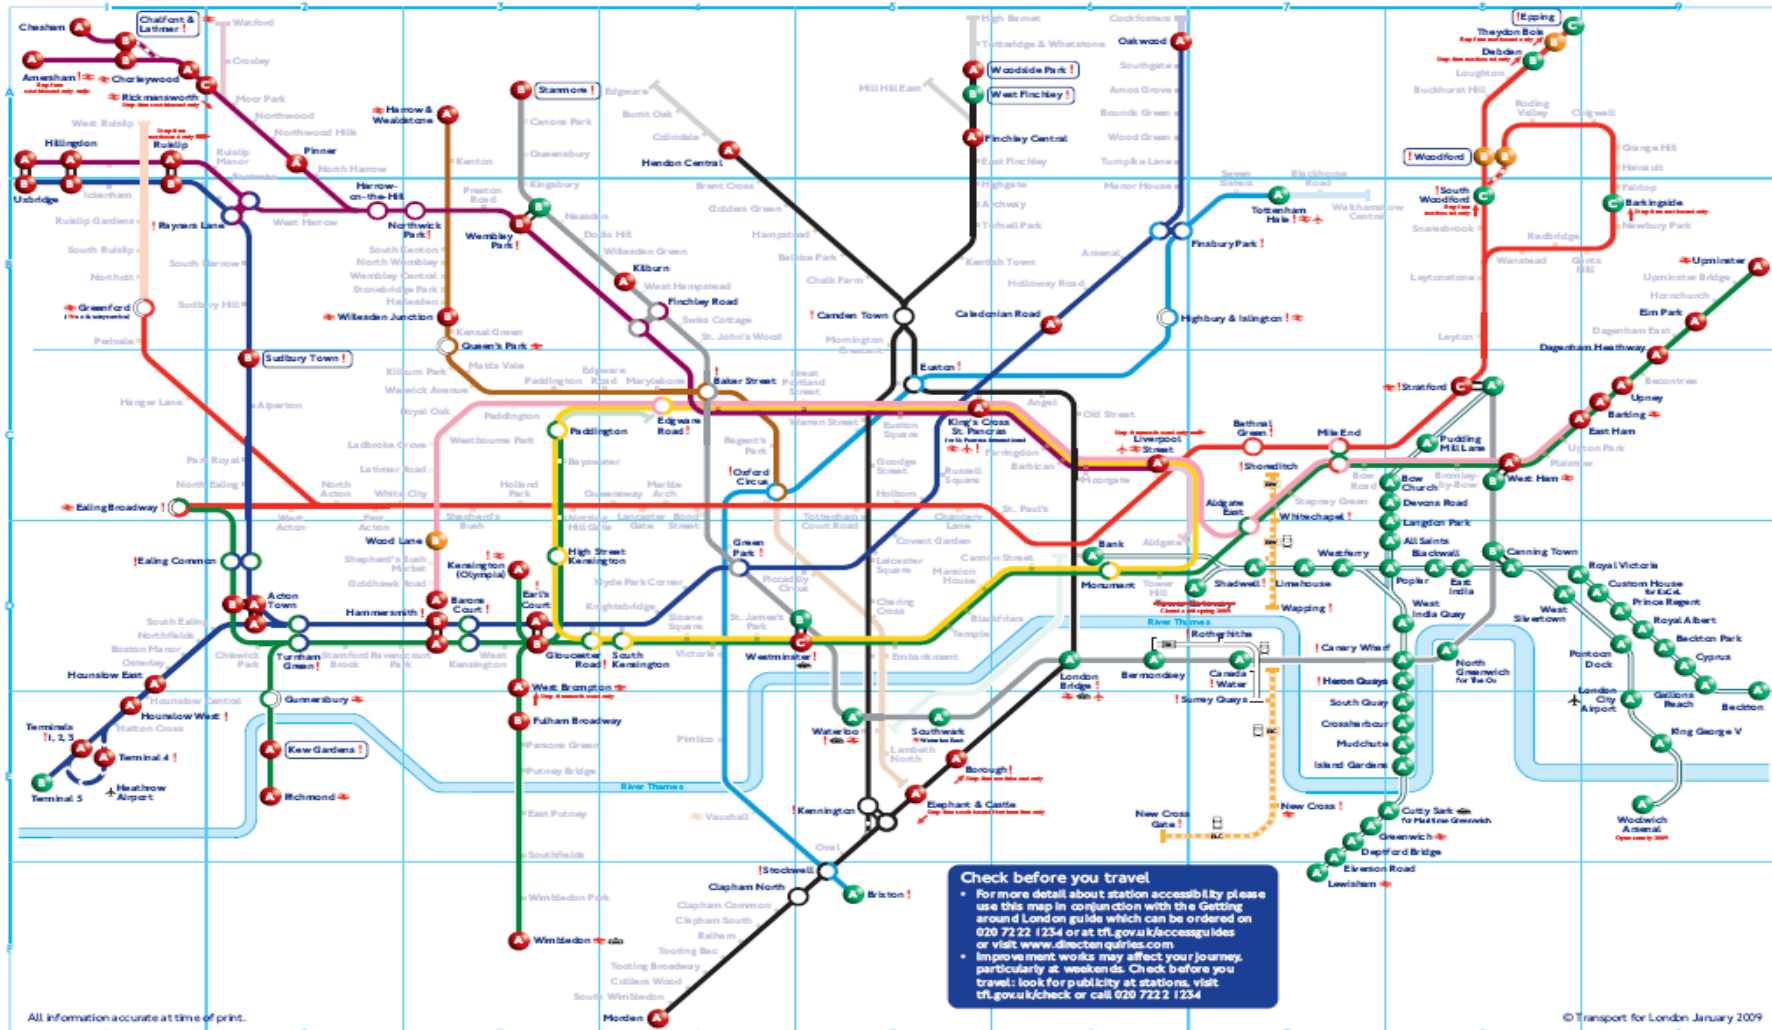 1
2
3
4
5
6
7
8
9
A
B
C
D
E
F
Chesham
Chalfont &
Latimer !
Watford
Amersham !
Chorleywood
Croxley
Rickmansworth
Moor Park
Northwood
Northwood Hills
West Ruislip
Hillingdon
Ruislip
Ruislip
Manor
Pinner
North Harrow
Uxbridge
Ickenham
Eastcote
Harrow-
on-the-Hill
Ruislip Gardens
! Rayners Lane
West Harrow
Northwick
Park !
Preston
Road
South Ruislip
South Harrow
Northolt
Greenford
Sudbury Hill
Perivale
Sudbury Town !
Hanger Lane
Alperton
Park Royal
North Ealing
Harrow &
Wealdstone
Kenton
South Kenton
North Wembley
Wembley Central
Stonebridge Park
Harlesden
Willesden Junction
Kensal Green
Queen's Park
Kilburn Park
Maida Vale
Warwick Avenue
Paddington
Edgware
Road
Marylebone
Royal Oak
Paddington
Westbourne Park
Ladbroke Grove
Latimer Road
Stanmore !
Canons Park
Queensbury
Kingsbury
Wembley
Park !
Neasden
Dollis Hill
Willesden Green
Kilburn
West Hampstead
Finchley Road
Swiss Cottage
St. John's Wood
!
Baker Street
Edgware
Burnt Oak
Colindale
Hendon Central
Brent Cross
Golders Green
Hampstead
Belsize Park
Chalk Farm
! Camden Town
Mornington
Crescent
High Barnet
Totteridge & Whetstone
Woodside Park !
Mill Hill East
West Finchley !
Finchley Central
East Finchley
Highgate
Archway
Tufnell Park
Kentish Town
Cockfosters
Oakwood
Southgate
Arnos Grove
Bounds Green
Wood Green
Turnpike Lane
Manor House
Seven
Sisters
Blackhorse
Road
Tottenham
Hale !
Walthamstow
Central
Finsbury Park !
Arsenal
Holloway Road
Caledonian Road
Highbury & Islington !
!Epping
Theydon Bois
Debden
Loughton
Buckhurst Hill
Roding
Valley
Chigwell
! Woodford
Grange Hill
Hainault
Fairlop
Barkingside
Newbury Park
!South
Woodford
Snaresbrook
Redbridge
Wanstead
Gants
Hill
Leytonstone
Leyton
! Stratford
Upminster
Upminster Bridge
Hornchurch
Elm Park
Dagenham East
Dagenham Heathway
Becontree
Upney
Barking
East Ham
Upton Park
Plaistow
West Ham
Euston !
Great
Portland
Street
Warren Street
Euston
Square
King's Cross
St. Pancras
Angel
Old Street
Farringdon
Barbican
Moorgate
Liverpool
Street
Bethnal
Green !
Mile End
Pudding
Mill Lane
Bow
Road
Bromley-
by-Bow
Bow
Church
Devons Road
Langdon Park
All Saints
Edgware
Road !
Paddington
Bayswater
Regent's
Park
!Oxford
Circus
Goodge
Street
Russell
Square
Holland
Park
Queensway
Marble
Arch
Notting
Hill Gate
Lancaster
Gate
Bond
Street
Tottenham
Court Road
Holborn
Chancery
Lane
St. Paul's
Covent Garden
Leicester
Square
Ealing Broadway !
North
Acton
White City
West
Acton
East
Acton
Shepherd's
Bush
Wood Lane
Shepherd's Bush
Market
Goldhawk Road
!Shoreditch
Stepney Green
Aldgate
East
Whitechapel !
Aldgate
Cannon Street
Mansion
House
Bank
Monument
Tower
Hill
Shadwell !
Limehouse
Westferry
Poplar
Blackwall
East
India
Canning Town
Royal Victoria
Custom House
for ExCeL
Prince Regent
Royal Albert
Beckton Park
Cyprus
Gallions
Reach
Beckton
West
Silvertown
Pontoon
Dock
London
City
Airport
King George V
Woolwich
Arsenal
!Ealing Common
Acton
Town
South Ealing
Northfields
Boston Manor
Osterley
Hounslow East
Hounslow Central
Hounslow West !
Hatton Cross
Terminals
!1, 2, 3
Terminal 4 !
Heathrow
Airport
Terminal 5
Chiswick
Park
Turnham
Green !
Stamford
Brook
Ravenscourt
Park
Hammersmith !
Barons
Court !
West
Kensington
Kensington
(Olympia)
Earl's
Court
High Street
Kensington
Gloucester
Road !
South
Kensington
Knightsbridge
Hyde Park Corner
Green
Park !
Piccadilly
Circus
Sloane
Square
St. James's
Park
Victoria
Westminster
Charing
Cross
Embankment
Temple
Blackfriars
Gunnersbury
Kew Gardens !
Richmond
West Brompton
Fulham Broadway
Parsons Green
Putney Bridge
East Putney
Southfields
Wimbledon Park
Wimbledon
Pimlico
Vauxhall
Waterloo
Southwark
Lambeth
North
London
Bridge
Bermondsey
Canada
! Water
! Surrey Quays
!Rotherhithe
Wapping !
Borough !
Elephant & Castle
! Kennington
Oval
!Stockwell
Brixton !
Clapham North
Clapham Common
Clapham South
Balham
Tooting Bec
Tooting Broadway
Colliers Wood
South Wimbledon
Morden
New Cross
Gate !
New Cross !
West
India Quay
! Canary Wharf
North
Greenwich
for The O2
! Heron Quays
South Quay
Crossharbour
Mudchute
Island Gardens
Cutty Sark
for Maritime Greenwich
Greenwich
Deptford Bridge
Elverson Road
Lewisham
River Thames
River Thames
Check before you travel
• For more detail about station accessibility please
use this map in conjunction with the Getting
around London guide which can be ordered on
020 7222 1234 or at tfl.gov.uk/accessguides
or visit www.directenquiries.com
• Improvement works may affect your journey,
particularly at weekends. Check before you
travel: look for publicity at stations, visit
tfl.gov.uk/check or call 020 7222 1234
All information accurate at time of print.
© Transport for London January 2009